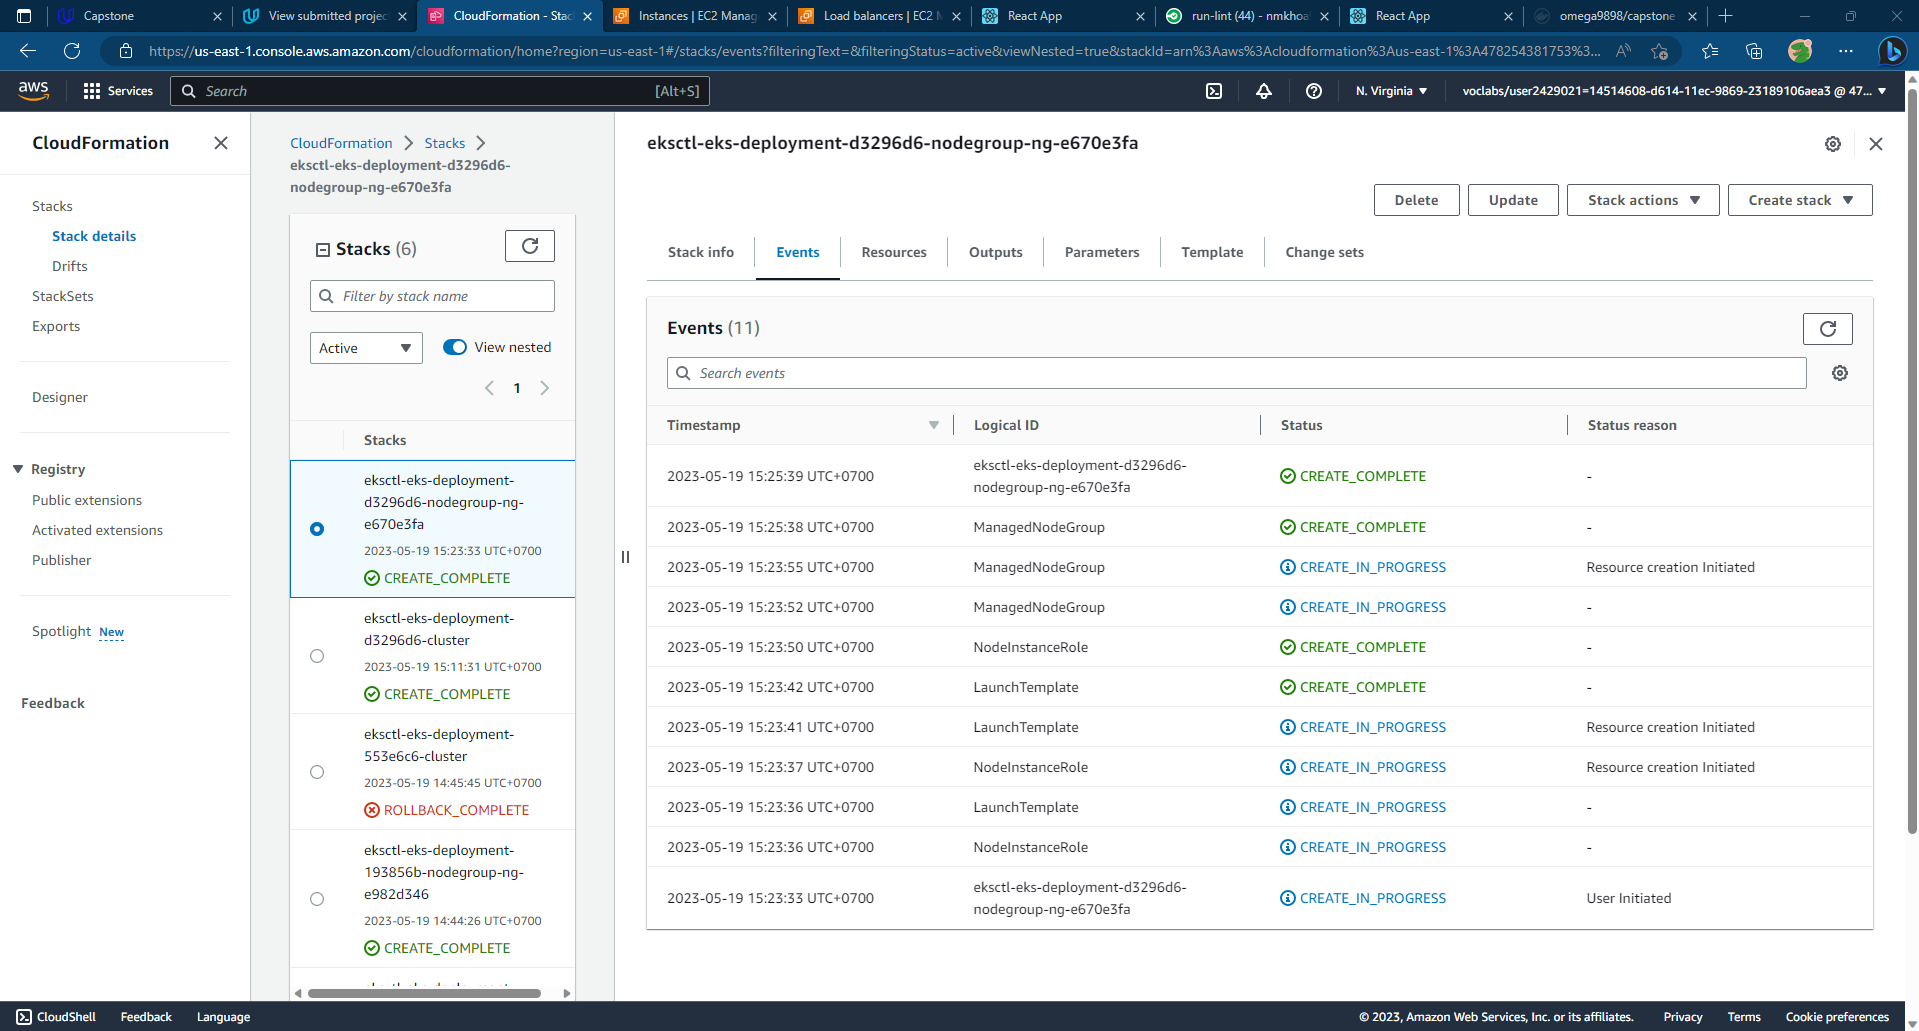 Capstone
View submitted projec
CloudFormation - Stac
Instances | EC2 Manag
Load balancers | EC2 M
React App
run-lint (44) - nmkhoa
React App
omega9898/capstone
https://us-east-1.console.aws.amazon.com/cloudformation/home?region=us-east-1#/stacks/events?filteringText=&filteringStatus=active&viewNested=true&stackId=arn%3Aaws%3Acloudformation%3Aus-east-1%3A478254381753%3...
aws
Services
Search
[Alt+S]
N. Virginia
voclabs/user2429021=14514608-d614-11ec-9869-23189106aea3 @ 47...
CloudFormation
Stacks
Stack details
Drifts
StackSets
Exports
Designer
Registry
Public extensions
Activated extensions
Publisher
Spotlight New
Feedback
CloudFormation
Stacks
eksctl-eks-deployment-d3296d6-
nodegroup-ng-e670e3fa
Stacks (6)
Filter by stack name
Active
View nested
1
Stacks
eksctl-eks-deployment-
d3296d6-nodegroup-ng-
e670e3fa
2023-05-19 15:23:33 UTC+0700
CREATE_COMPLETE
eksctl-eks-deployment-
d3296d6-cluster
2023-05-19 15:11:31 UTC+0700
CREATE_COMPLETE
eksctl-eks-deployment-
553e6c6-cluster
2023-05-19 14:45:45 UTC+0700
ROLLBACK_COMPLETE
eksctl-eks-deployment-
193856b-nodegroup-ng-
e982d346
2023-05-19 14:44:26 UTC+0700
CREATE_COMPLETE
eksctl-eks-deployment-d3296d6-nodegroup-ng-e670e3fa
Delete
Update
Stack actions
Create stack
Stack info
Events
Resources
Outputs
Parameters
Template
Change sets
Events (11)
Search events
Timestamp Logical ID Status Status reason
2023-05-19 15:25:39 UTC+0700 eksctl-eks-deployment-d3296d6- CREATE_COMPLETE -
nodegroup-ng-e670e3fa
2023-05-19 15:25:38 UTC+0700 ManagedNodeGroup CREATE_COMPLETE -
2023-05-19 15:23:55 UTC+0700 ManagedNodeGroup CREATE_IN_PROGRESS Resource creation Initiated
2023-05-19 15:23:52 UTC+0700 ManagedNodeGroup CREATE_IN_PROGRESS -
2023-05-19 15:23:50 UTC+0700 NodeInstanceRole CREATE_COMPLETE -
2023-05-19 15:23:42 UTC+0700 LaunchTemplate CREATE_COMPLETE -
2023-05-19 15:23:41 UTC+0700 LaunchTemplate CREATE_IN_PROGRESS Resource creation Initiated
2023-05-19 15:23:37 UTC+0700 NodeInstanceRole CREATE_IN_PROGRESS Resource creation Initiated
2023-05-19 15:23:36 UTC+0700 LaunchTemplate CREATE_IN_PROGRESS -
2023-05-19 15:23:36 UTC+0700 NodeInstanceRole CREATE_IN_PROGRESS -
2023-05-19 15:23:33 UTC+0700 eksctl-eks-deployment-d3296d6- CREATE_IN_PROGRESS User Initiated
nodegroup-ng-e670e3fa
CloudShell
Feedback
Language
© 2023, Amazon Web Services, Inc. or its affiliates.
Privacy
Terms
Cookie preferences